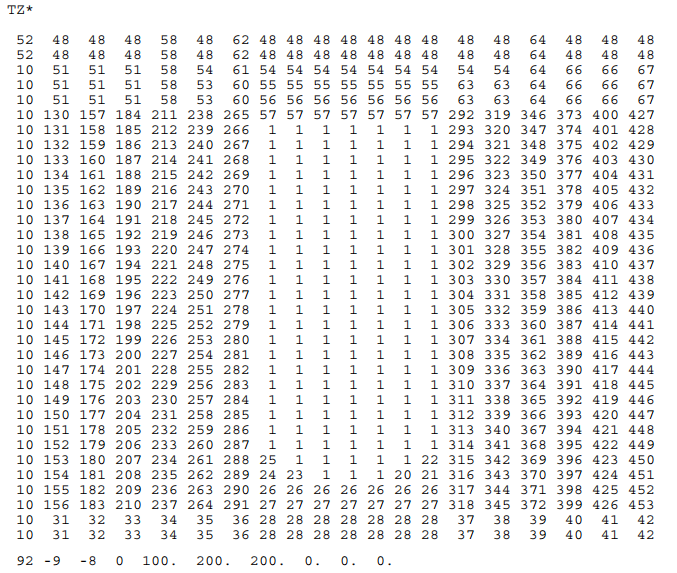 TZ*
52 48 48 48 58 48 62 48 48 48 48 48 48 48 48 48 64 48 48 48
52 48 48 48 58 48 62 48 48 48 48 48 48 48 48 48 64 48 48 48
10 51 51 51 58 54 61 54 54 54 54 54 54 54 54 54 64 66 66 67
10 51 51 51 58 53 60 55 55 55 55 55 55 55 63 63 64 66 66 67
10 51 51 51 58 53 60 56 56 56 56 56 56 56 63 63 64 66 66 67
10 130 157 184 211 238 265 57 57 57 57 57 57 57 292 319 346 373 400 427
10 131 158 185 212 239 266 1 1 1 1 1 1 1 293 320 347 374 401 428
10 132 159 186 213 240 267 1 1 1 1 1 1 1 294 321 348 375 402 429
10 133 160 187 214 241 268 1 1 1 1 1 1 1 295 322 349 376 403 430
10 134 161 188 215 242 269 1 1 1 1 1 1 1 296 323 350 377 404 431
10 135 162 189 216 243 270 1 1 1 1 1 1 1 297 324 351 378 405 432
10 136 163 190 217 244 271 1 1 1 1 1 1 1 298 325 352 379 406 433
10 137 164 191 218 245 272 1 1 1 1 1 1 1 299 326 353 380 407 434
10 138 165 192 219 246 273 1 1 1 1 1 1 1 300 327 354 381 408 435
10 139 166 193 220 247 274 1 1 1 1 1 1 1 301 328 355 382 409 436
10 140 167 194 221 248 275 1 1 1 1 1 1 1 302 329 356 383 410 437
10 141 168 195 222 249 276 1 1 1 1 1 1 1 303 330 357 384 411 438
10 142 169 196 223 250 277 1 1 1 1 1 1 1 304 331 358 385 412 439
10 143 170 197 224 251 278 1 1 1 1 1 1 1 305 332 359 386 413 440
10 144 171 198 225 252 279 1 1 1 1 1 1 1 306 333 360 387 414 441
10 145 172 199 226 253 280 1 1 1 1 1 1 1 307 334 361 388 415 442
10 146 173 200 227 254 281 1 1 1 1 1 1 1 308 335 362 389 416 443
10 147 174 201 228 255 282 1 1 1 1 1 1 1 309 336 363 390 417 444
10 148 175 202 229 256 283 1 1 1 1 1 1 1 310 337 364 391 418 445
10 149 176 203 230 257 284 1 1 1 1 1 1 1 311 338 365 392 419 446
10 150 177 204 231 258 285 1 1 1 1 1 1 1 312 339 366 393 420 447
10 151 178 205 232 259 286 1 1 1 1 1 1 1 313 340 367 394 421 448
10 152 179 206 233 260 287 1 1 1 1 1 1 1 314 341 368 395 422 449
10 153 180 207 234 261 288 25 1 1 1 1 1 22 315 342 369 396 423 450
10 154 181 208 235 262 289 24 23 1 1 1 20 21 316 343 370 397 424 451
10 155 182 209 236 263 290 26 26 26 26 26 26 26 317 344 371 398 425 452
10 156 183 210 237 264 291 27 27 27 27 27 27 27 318 345 372 399 426 453
10 31 32 33 34 35 36 28 28 28 28 28 28 28 37 38 39 40 41 42
10 31 32 33 34 35 36 28 28 28 28 28 28 28 37 38 39 40 41 42
92 -9 -8 0 100. 200. 200. 0. 0. 0.